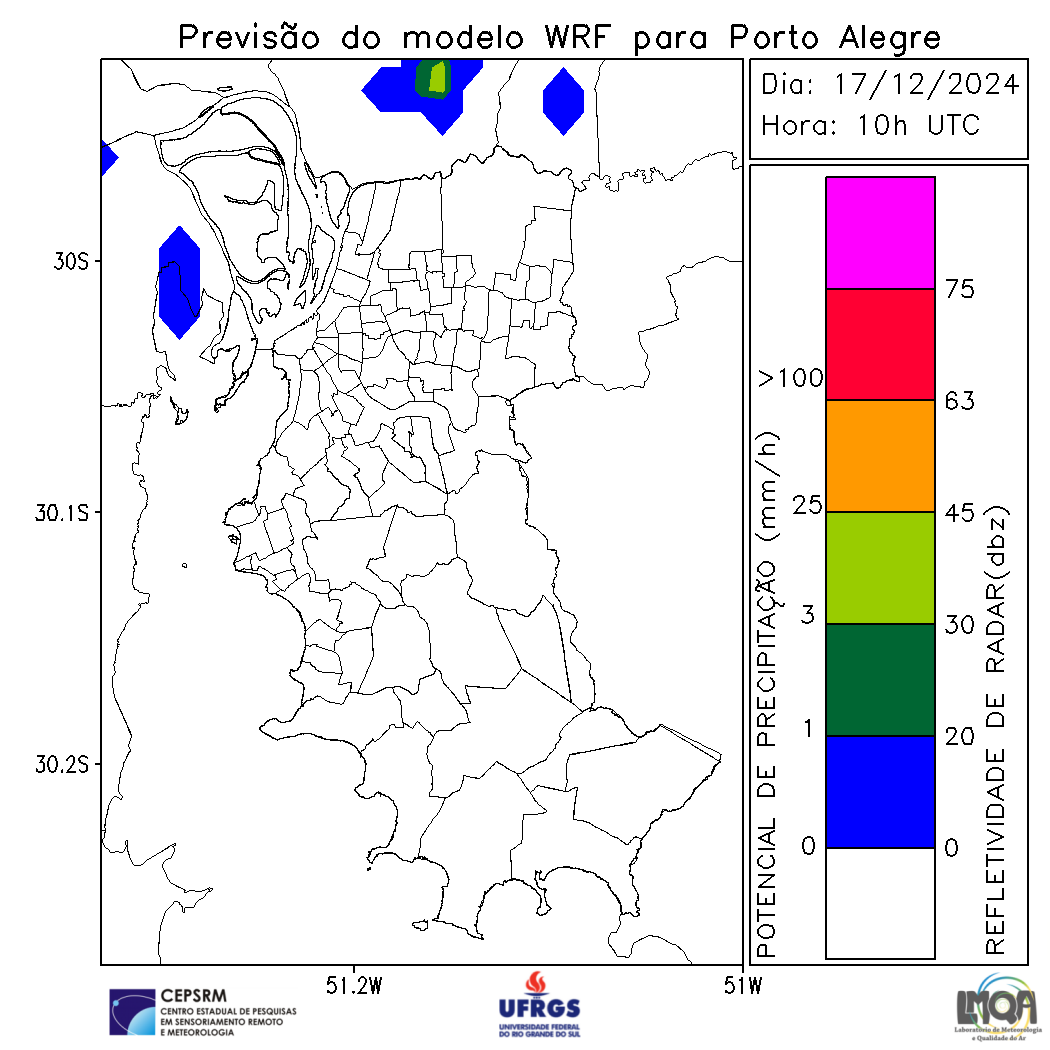 Previsão do modelo WRF para Porto Alegre
Dia: 17/12/2024
Hora: 10h UTC
30S
30.1S
30.2S
51.2W
51W
POTENCIAL DE PRECIPITAÇÃO (mm/h)
>100
25
3
1
0
75
63
45
30
20
0
REFLETIVIDADE DE RADAR(dbz)
CEPSRM
CENTRO ESTADUAL DE PESQUISAS
EM SENSORIAMENTO REMOTO
E METEOROLOGIA
UFRGS
UNIVERSIDADE FEDERAL
DO RIO GRANDE DO SUL
LMQA
Laboratório de Meteorologia
e Qualidade do Ar